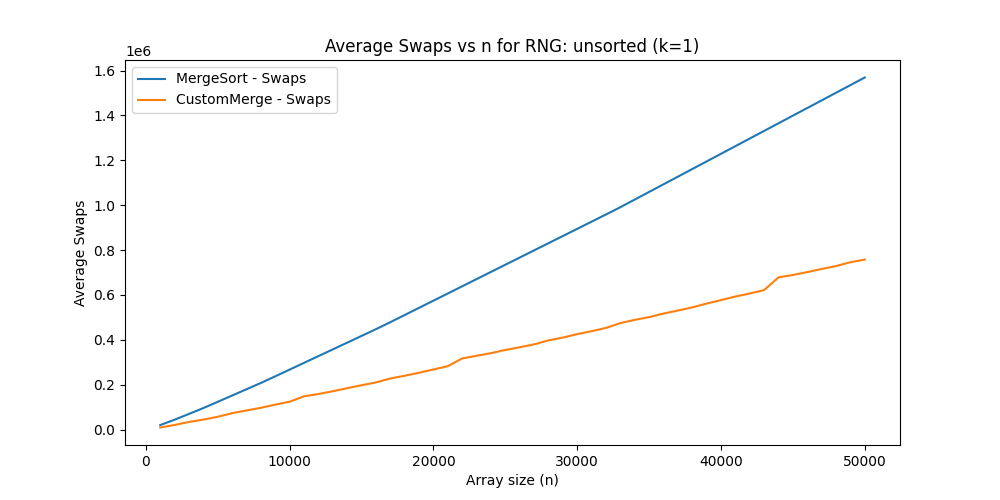 Average Swaps vs n for RNG: unsorted (k=1)
1e6
MergeSort - Swaps
CustomMerge - Swaps
1.6
1.4
1.2
1.0
0.8
0.6
0.4
0.2
0.0
Average Swaps
0 10000 20000 30000 40000 50000
Array size (n)